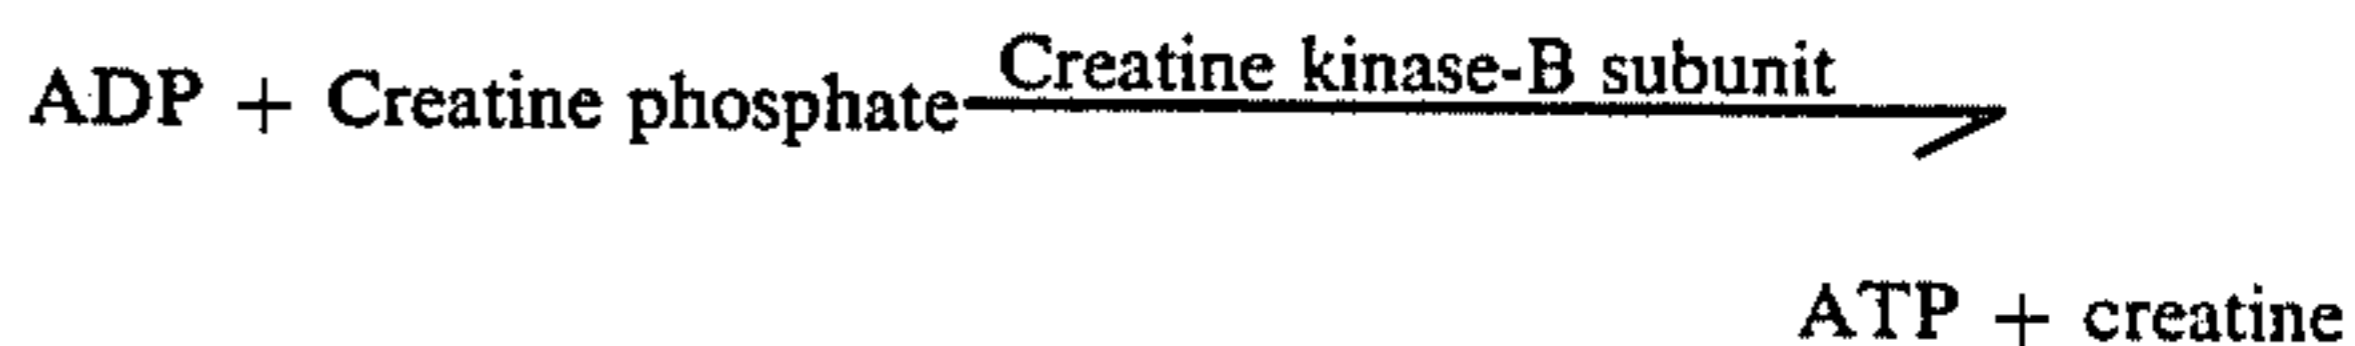 Creatine kinase-B subunit
ADP + Creatine phosphate
ATP + creatine